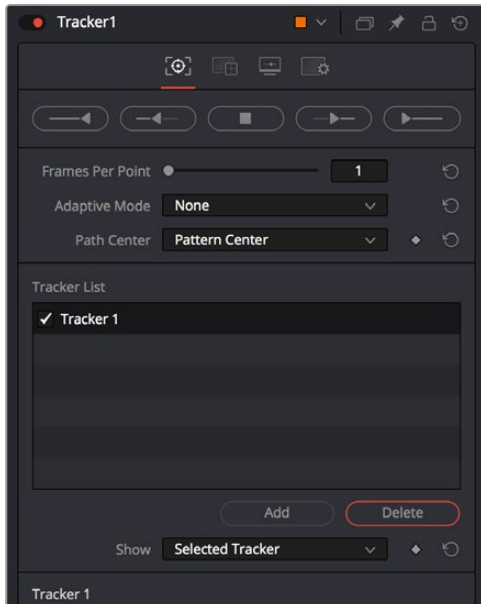 Tracker1
Frames Per Point 1
Adaptive Mode None
Path Center Pattern Center
Tracker List
Tracker 1
Add Delete
Show Selected Tracker
Tracker 1